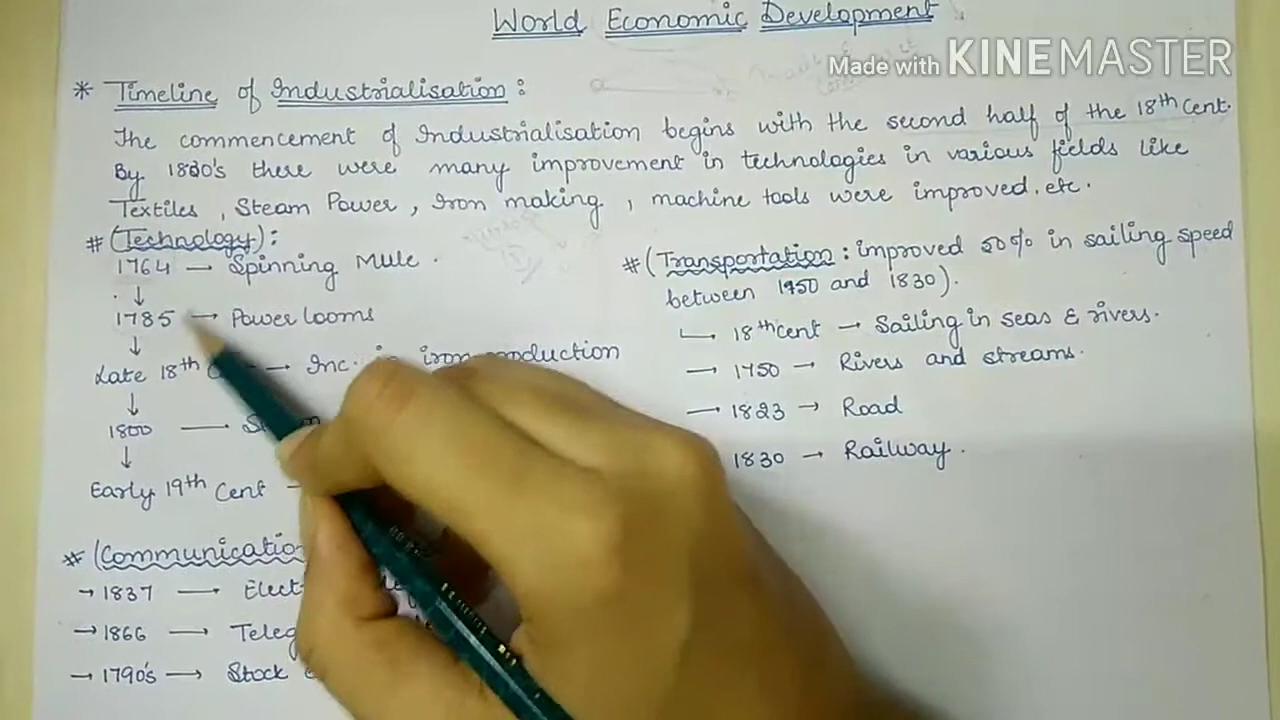 World Economic Development
Made with KINEMASTER
* Timeline of Industrialisation :
The commencement of Industrialisation begins with the second half of the 18th Cent.
By 1830's there were many improvement in technologies in various fields like
Textiles , Steam Power , Iron making , machine tools were improved . etc .
# (Technology) :
1764 — Spinning Mule .
↓
1785 → Power looms
↓
Late 18th → Inc. in iron production
↓
1800 —
↓
Early 19th Cent —
# (Communication
→ 1837 →
→ 1866 →
→ 1790's → Stock
# (Transportation : improved 50% in sailing speed
between 1750 and 1830).
18th cent → Sailing in seas & rivers.
— 1750 → Rivers and streams.
— 1823 → Road
1830 → Railway .